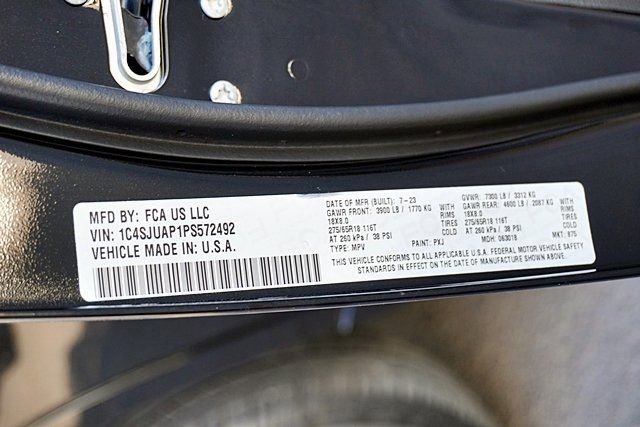 MFD BY: FCA US LLC
VIN: 1C4SJUAP1PS572492
VEHICLE MADE IN: U.S.A.
DATE OF MFR (BUILT): 7-23 GVWR: 7300 LB / 3312 KG
GAWR FRONT: 3900 LB / 1770 KG WITH GAWR REAR: 4600 LB / 2087 KG WITH
18X8.0 RIMS 18X8.0 RIMS
275/65R18 116T TIRES 275/65R18 116T TIRES
AT 260 kPa / 38 PSI COLD AT 260 kPa / 38 PSI COLD
TYPE: MPV PAINT: PXJ MDH: 063018 MKT: 875
THIS VEHICLE CONFORMS TO ALL APPLICABLE U.S.A. FEDERAL MOTOR VEHICLE SAFETY
STANDARDS IN EFFECT ON THE DATE OF MANUFACTURE SHOWN ABOVE.